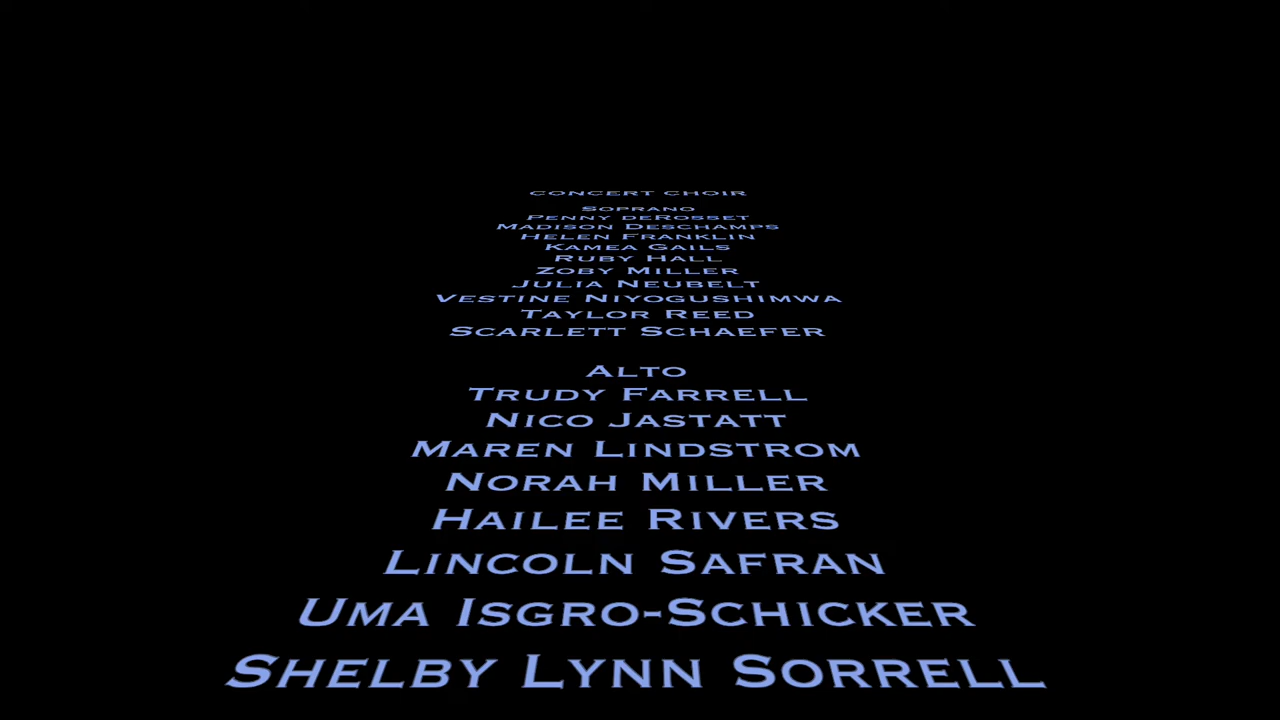 Concert Choir
Soprano
Penny deRosset
Madison Deschamps
Helen Franklin
Kamea Gails
Ruby Hall
Zoby Miller
Julia Neubelt
Vestine Niyogushimwa
Taylor Reed
Scarlett Schaefer
Alto
Trudy Farrell
Nico Jastatt
Maren Lindstrom
Norah Miller
Hailee Rivers
Lincoln Safran
Uma Isgro-Schicker
Shelby Lynn Sorrell